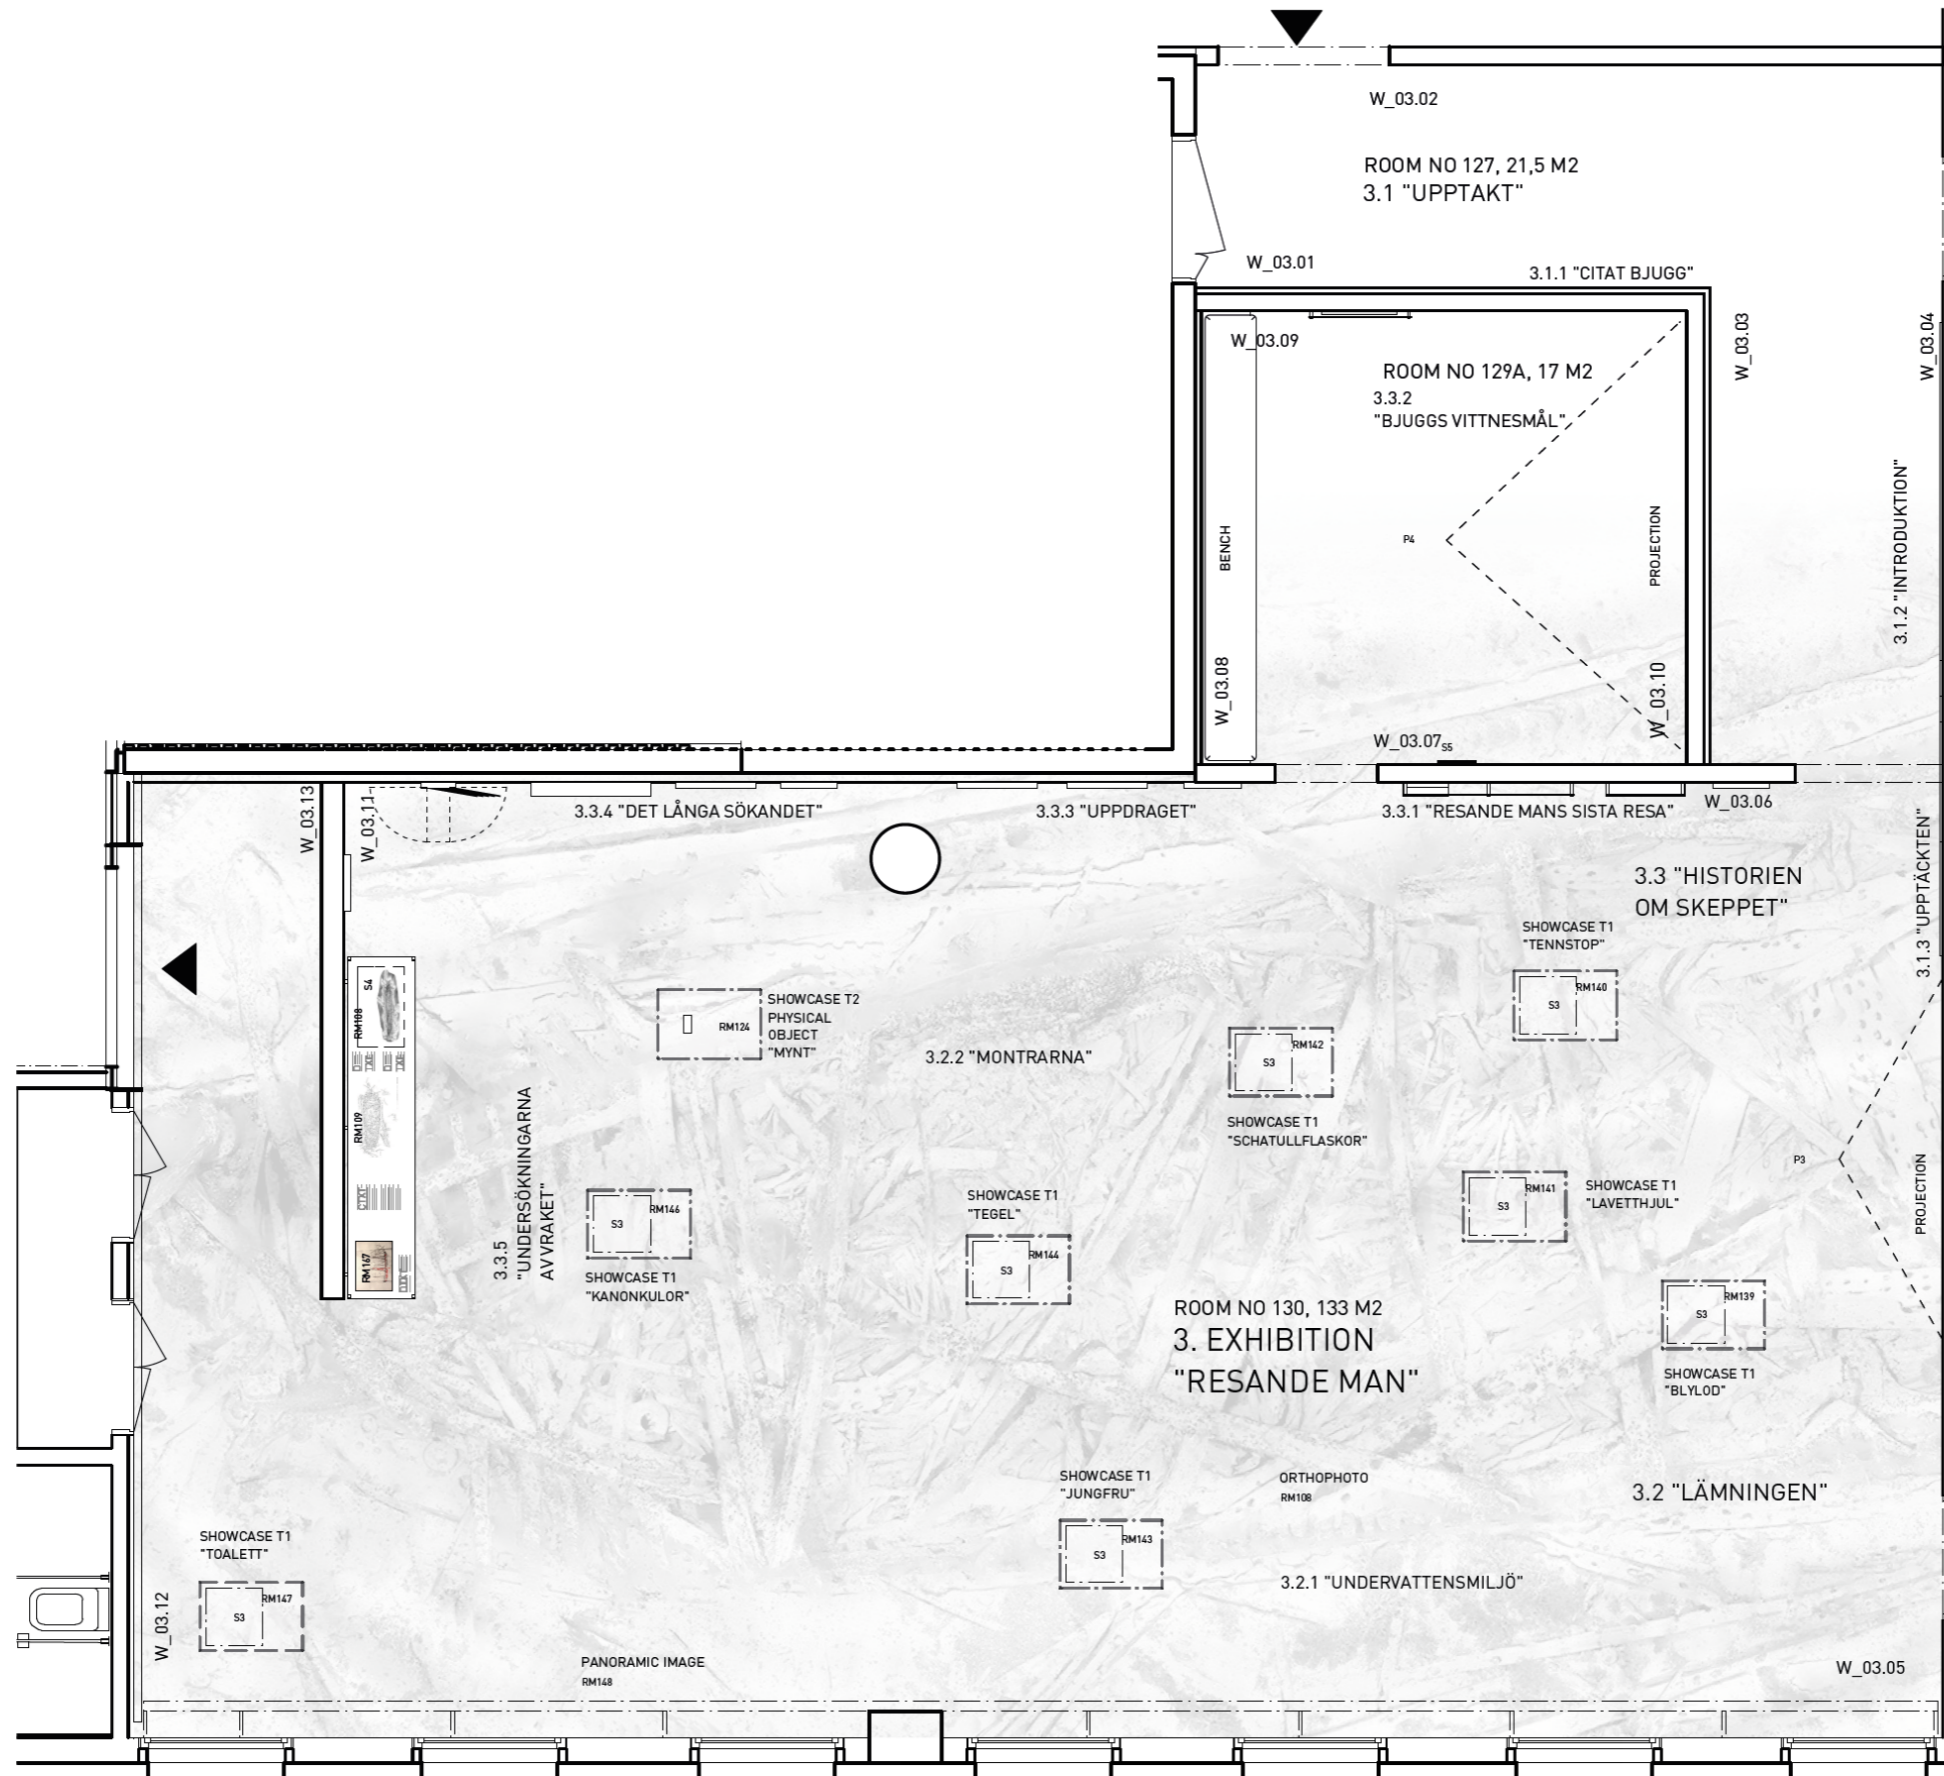 W_03.02
ROOM NO 127, 21,5 M2
3.1 "UPPTAKT"
W_03.01
3.1.1 "CITAT BJUGG"
W_03.03
W_03.04
W_03.09
ROOM NO 129A, 17 M2
3.3.2
"BJUGGS VITTNESMÅL"
BENCH
P4
PROJECTION
3.1.2 "INTRODUKTION"
W_03.08
W_03.10
W_03.07
S5
W_03.13
W_03.11
3.3.4 "DET LÅNGA SÖKANDET"
3.3.3 "UPPDRAGET"
3.3.1 "RESANDE MANS SISTA RESA"
W_03.06
3.1.3 "UPPTÄCKTEN"
3.3 "HISTORIEN
OM SKEPPET"
SHOWCASE T1
"TENNSTOP"
RM140
S3
S4
RM108
RM109
CITAT
RM167
SHOWCASE T2
PHYSICAL
OBJECT
"MYNT"
RM124
3.2.2 "MONTRARNA"
RM142
S3
SHOWCASE T1
"SCHATULLFLASKOR"
3.3.5
"UNDERSÖKNINGARNA
AVVRAKET"
RM146
S3
SHOWCASE T1
"KANONKULOR"
SHOWCASE T1
"TEGEL"
RM144
S3
RM141
S3
SHOWCASE T1
"LAVETTHJUL"
P3
PROJECTION
RM139
S3
SHOWCASE T1
"BLYLOD"
ROOM NO 130, 133 M2
3. EXHIBITION
"RESANDE MAN"
SHOWCASE T1
"JUNGFRU"
RM143
S3
ORTHOPHOTO
RM108
3.2 "LÄMNINGEN"
3.2.1 "UNDERVATTENSMILJÖ"
SHOWCASE T1
"TOALETT"
RM147
S3
W_03.12
PANORAMIC IMAGE
RM148
W_03.05